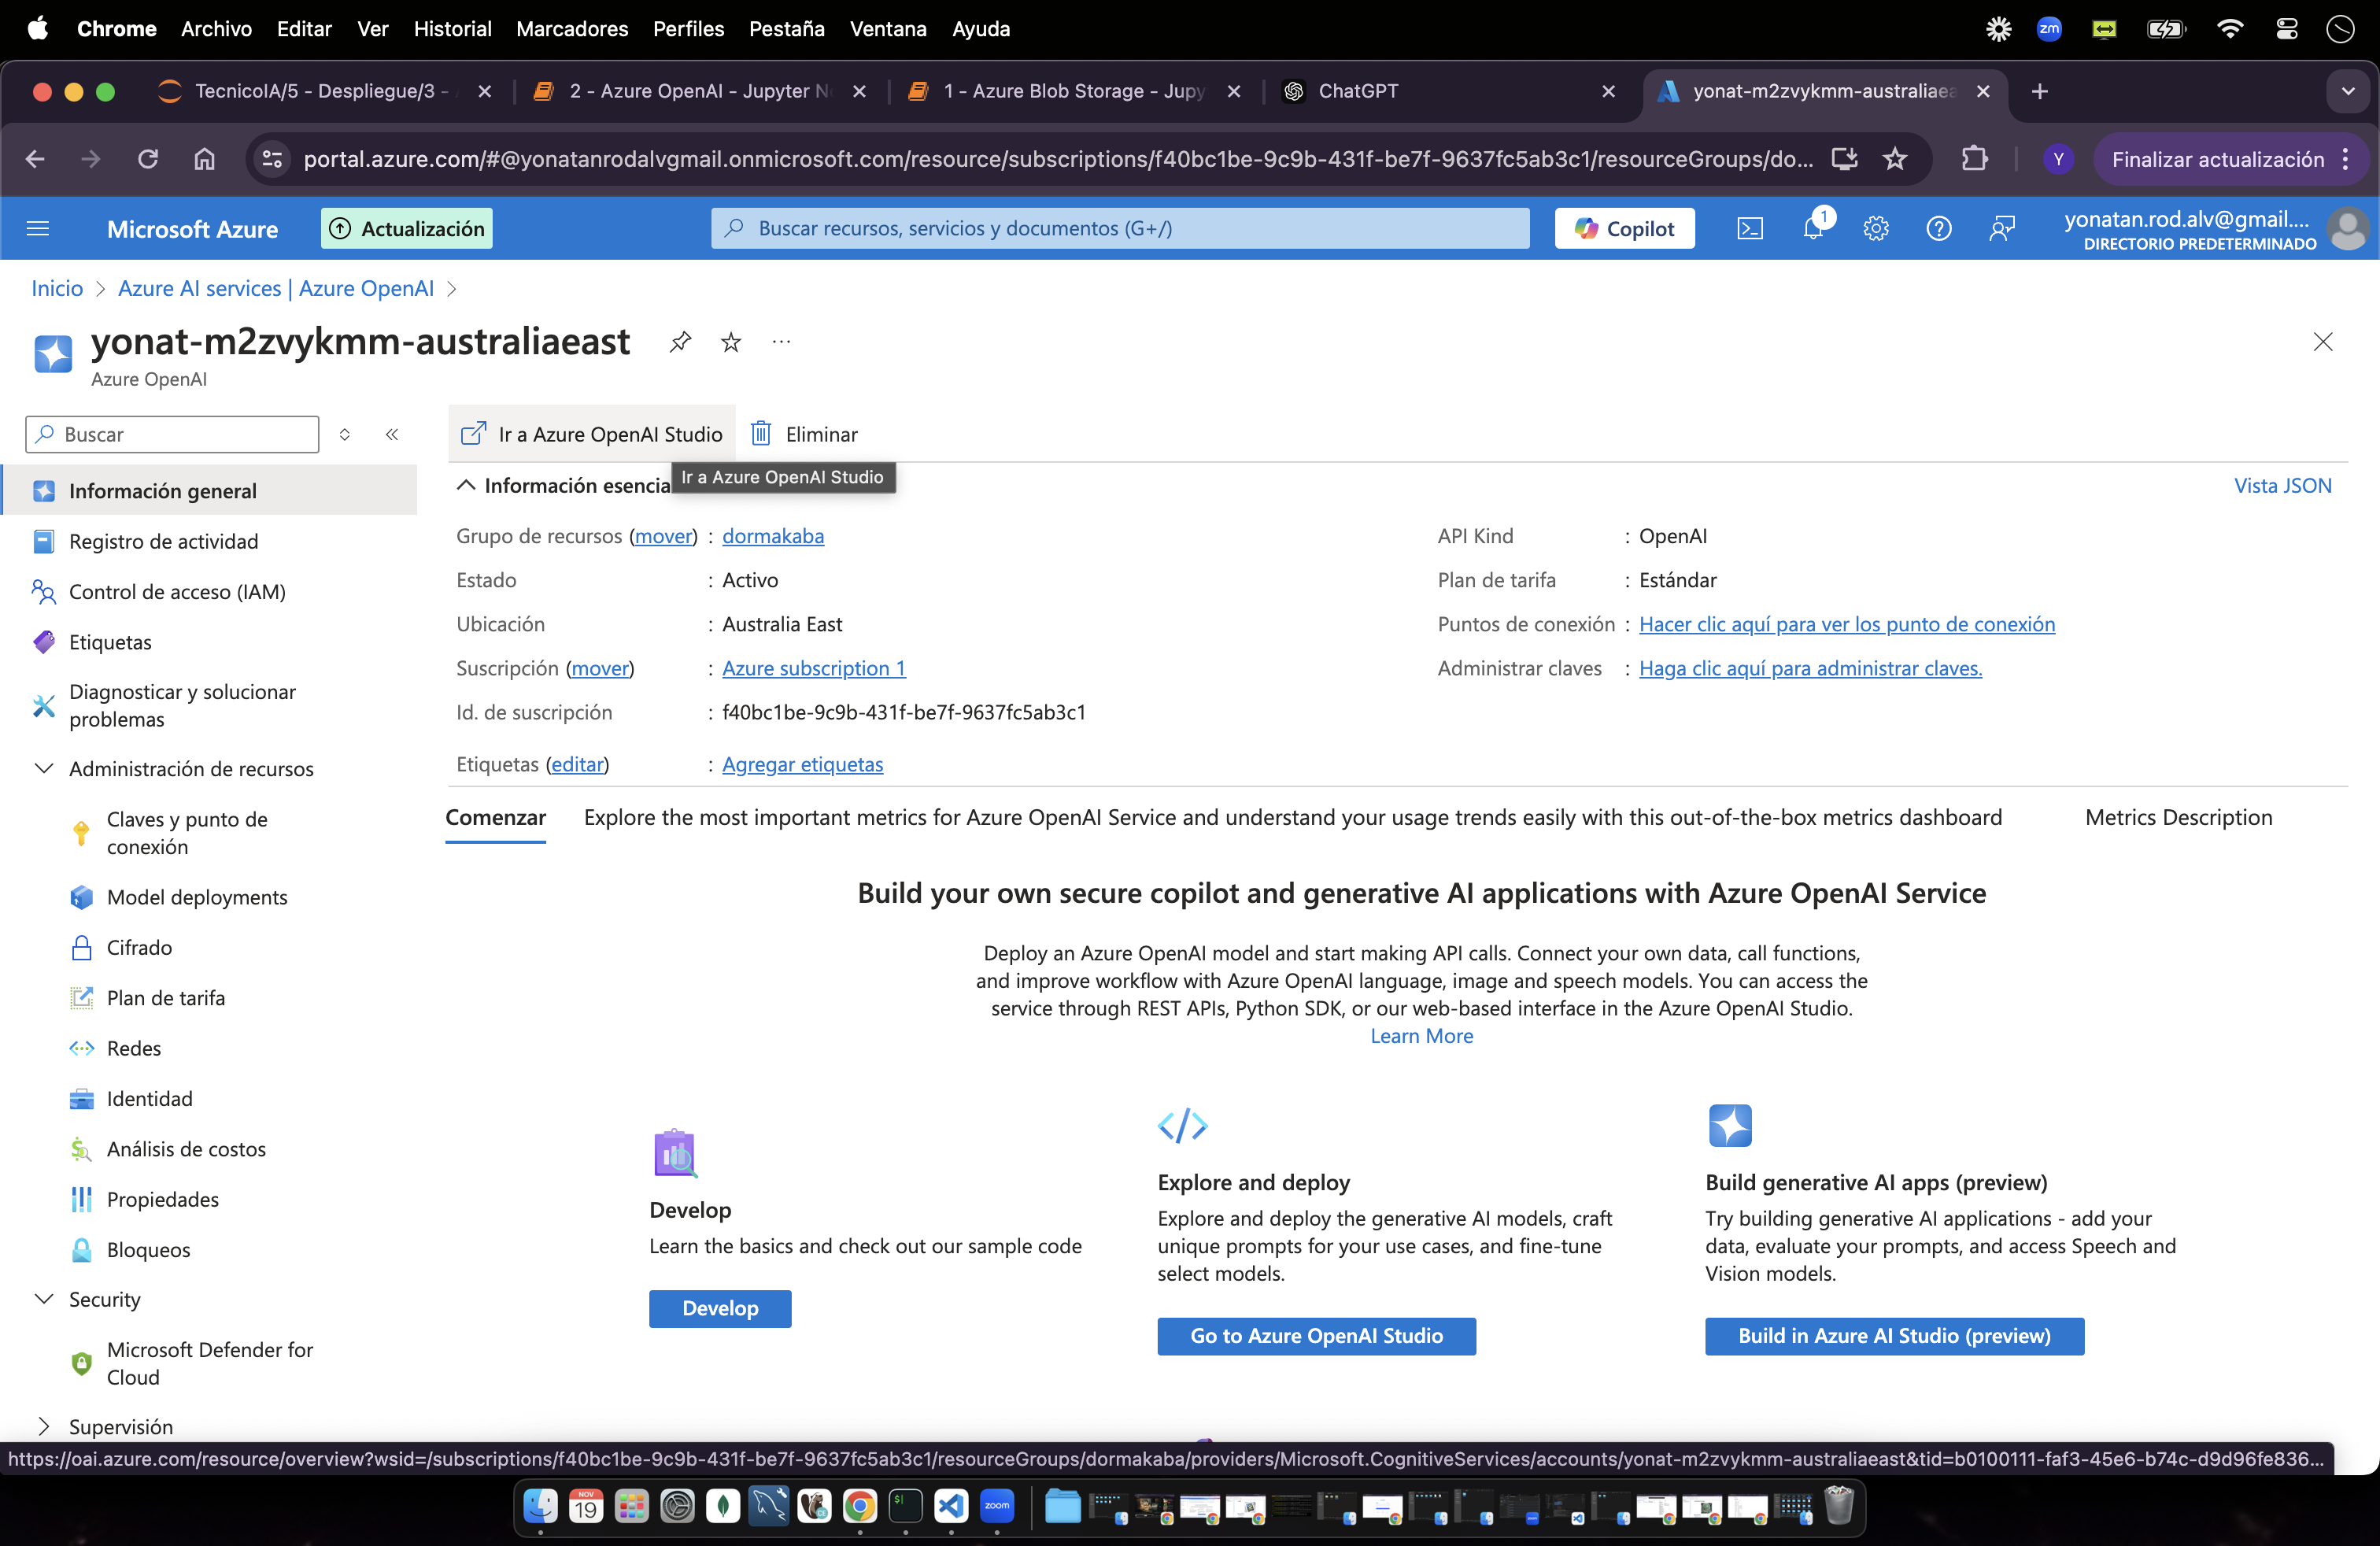 Chrome Archivo Editar Ver Historial Marcadores Perfiles Pestaña Ventana Ayuda
zm
TecnicoIA/5 - Despliegue/3 -
2 - Azure OpenAI - Jupyter N
1 - Azure Blob Storage - Jupy
ChatGPT
yonat-m2zvykmm-australiaea
portal.azure.com/#@yonatanrodalvgmail.onmicrosoft.com/resource/subscriptions/f40bc1be-9c9b-431f-be7f-9637fc5ab3c1/resourceGroups/do...
Y
Finalizar actualización
Microsoft Azure
Actualización
Buscar recursos, servicios y documentos (G+/)
Copilot
1
yonatan.rod.alv@gmail....
DIRECTORIO PREDETERMINADO
Inicio > Azure AI services | Azure OpenAI >
yonat-m2zvykmm-australiaeast
Azure OpenAI
Buscar
Información general
Registro de actividad
Control de acceso (IAM)
Etiquetas
Diagnosticar y solucionar
problemas
Administración de recursos
Claves y punto de
conexión
Model deployments
Cifrado
Plan de tarifa
Redes
Identidad
Análisis de costos
Propiedades
Bloqueos
Security
Microsoft Defender for
Cloud
Supervisión
Ir a Azure OpenAI Studio
Eliminar
Ir a Azure OpenAI Studio
Información esencia
Vista JSON
Grupo de recursos (mover) : dormakaba
Estado : Activo
Ubicación : Australia East
Suscripción (mover) : Azure subscription 1
Id. de suscripción : f40bc1be-9c9b-431f-be7f-9637fc5ab3c1
Etiquetas (editar) : Agregar etiquetas
API Kind : OpenAI
Plan de tarifa : Estándar
Puntos de conexión : Hacer clic aquí para ver los punto de conexión
Administrar claves : Haga clic aquí para administrar claves.
Comenzar
Explore the most important metrics for Azure OpenAI Service and understand your usage trends easily with this out-of-the-box metrics dashboard
Metrics Description
Build your own secure copilot and generative AI applications with Azure OpenAI Service
Deploy an Azure OpenAI model and start making API calls. Connect your own data, call functions,
and improve workflow with Azure OpenAI language, image and speech models. You can access the
service through REST APIs, Python SDK, or our web-based interface in the Azure OpenAI Studio.
Learn More
Develop
Learn the basics and check out our sample code
Develop
Explore and deploy
Explore and deploy the generative AI models, craft
unique prompts for your use cases, and fine-tune
select models.
Go to Azure OpenAI Studio
Build generative AI apps (preview)
Try building generative AI applications - add your
data, evaluate your prompts, and access Speech and
Vision models.
Build in Azure AI Studio (preview)
https://oai.azure.com/resource/overview?wsid=/subscriptions/f40bc1be-9c9b-431f-be7f-9637fc5ab3c1/resourceGroups/dormakaba/providers/Microsoft.CognitiveServices/accounts/yonat-m2zvykmm-australiaeast&tid=b0100111-faf3-45e6-b74c-d9d96fe836...
NOV
19
zoom